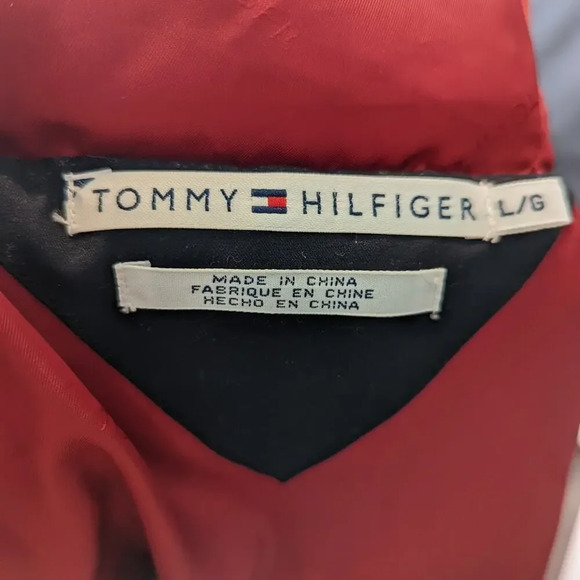 TOMMY HILFIGER L/G
MADE IN CHINA
FABRIQUE EN CHINE
HECHO EN CHINA